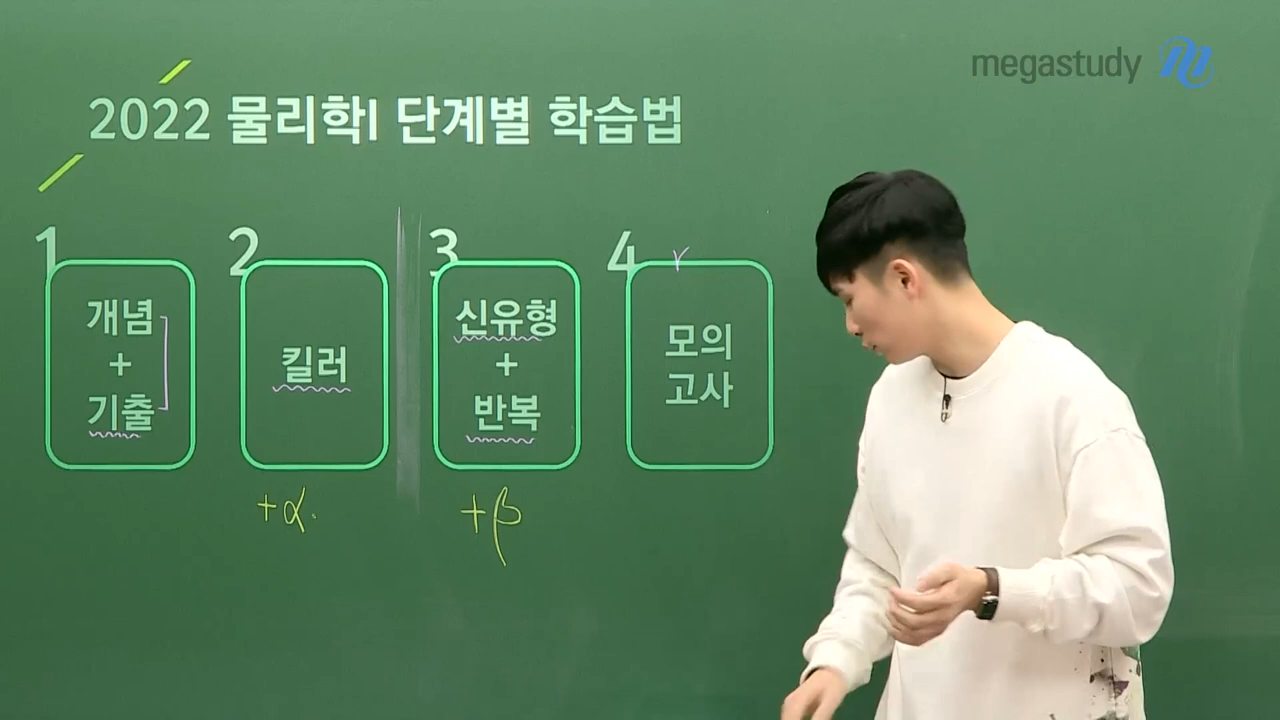 megastudy
2022 물리학I 단계별 학습법
1
개념
+
기출
2
킬러
+α
3
신유형
+
반복
+β
4
모의
고사